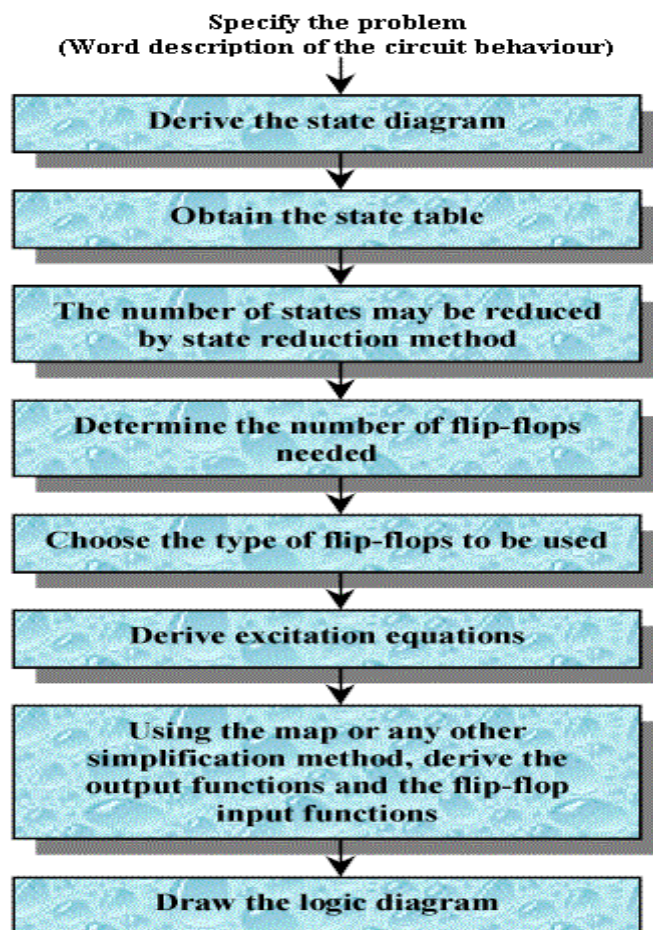 Specify the problem
(Word description of the circuit behaviour)
Derive the state diagram
Obtain the state table
The number of states may be reduced
by state reduction method
Determine the number of flip-flops
needed
Choose the type of flip-flops to be used
Derive excitation equations
Using the map or any other
simplification method, derive the
output functions and the flip-flop
input functions
Draw the logic diagram